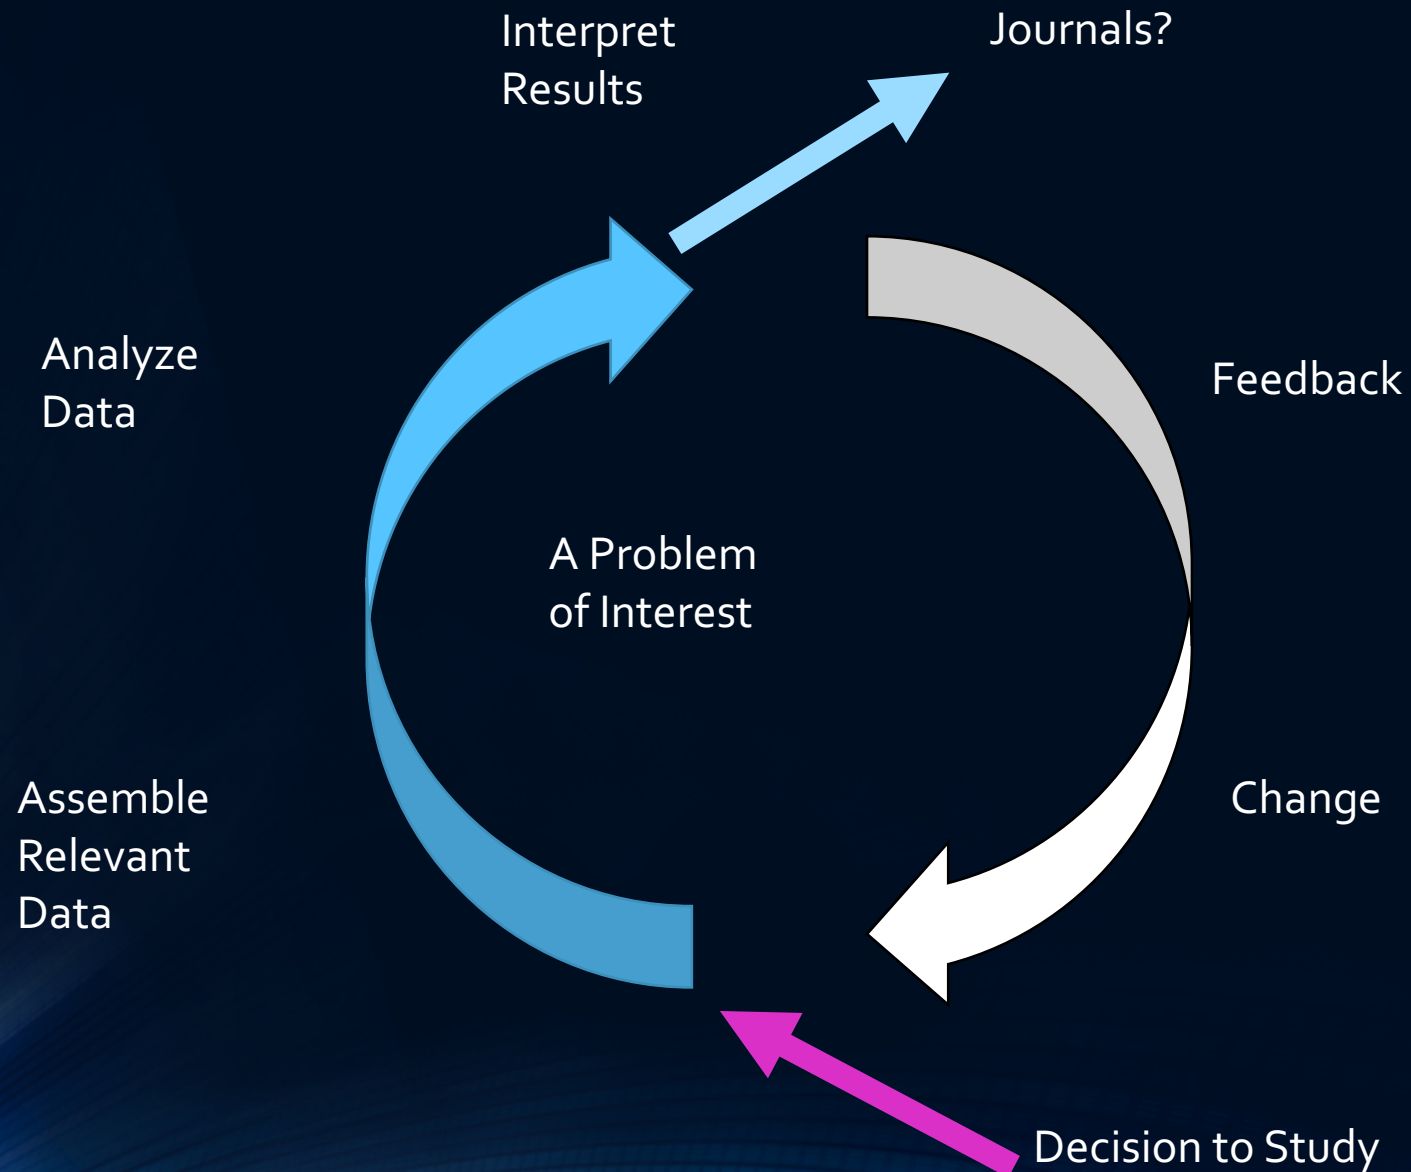 Interpret
Results
Journals?
Analyze
Data
Feedback
A Problem
of Interest
Assemble
Relevant
Data
Change
Decision to Study